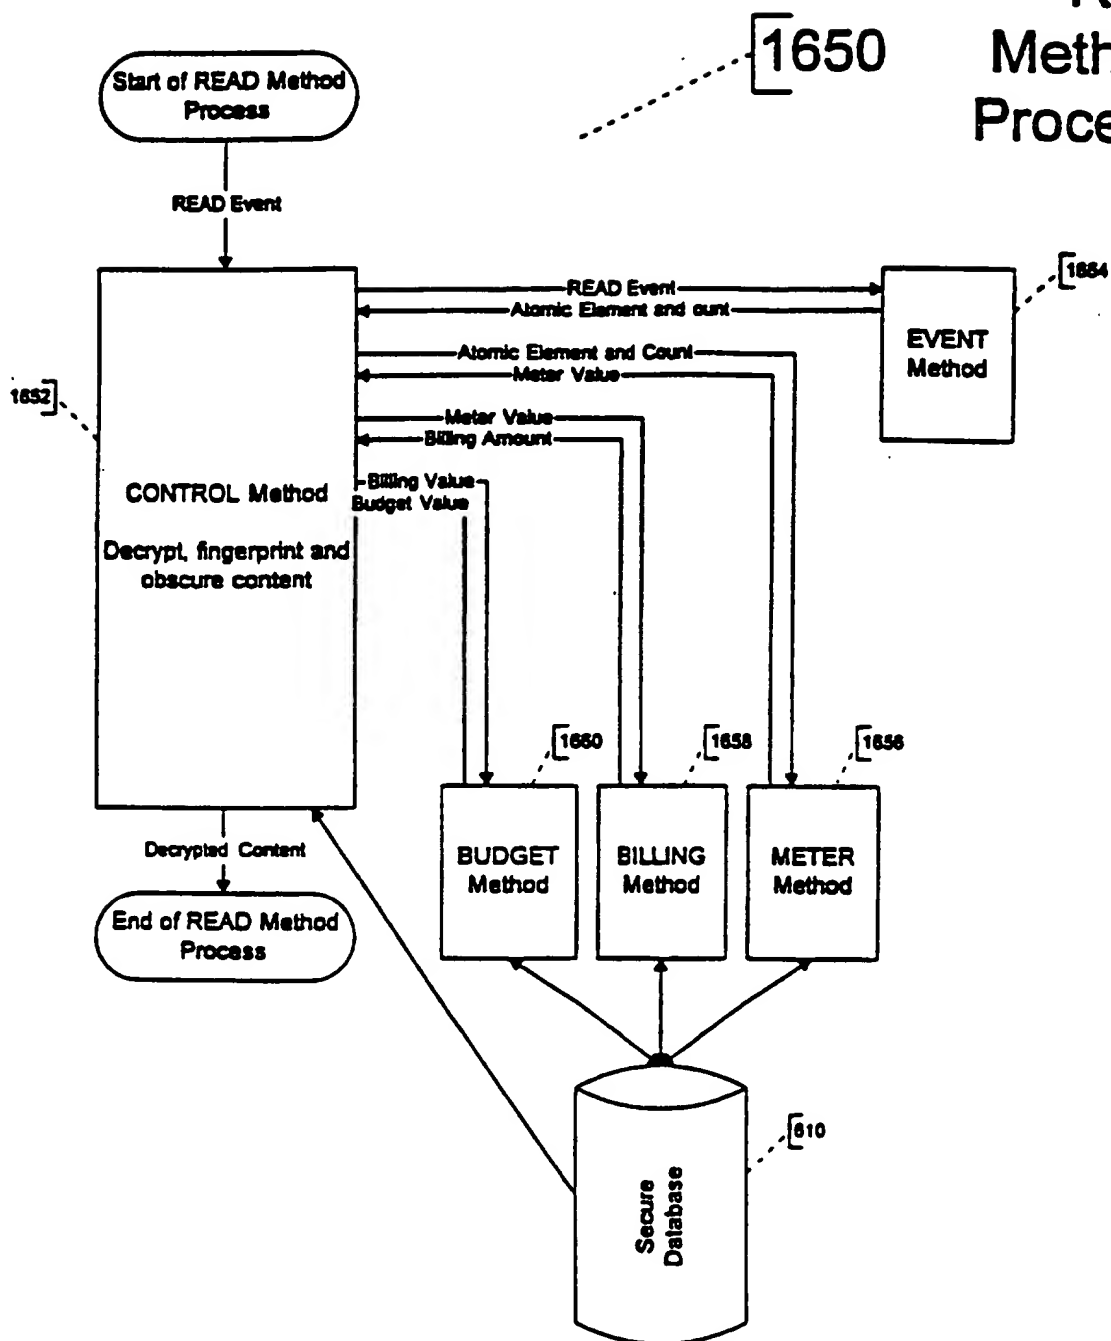 1650
Meth
Proce
Start of READ Method
Process
READ Event
READ Event
Atomic Element and ount
1654
EVENT
Method
Atomic Element and Count
Meter Value
1652
Meter Value
Billing Amount
Billing Value
Budget Value
CONTROL Method
Decrypt, fingerprint and
obscure content
1660
1658
1656
Decrypted Content
BUDGET
Method
BILLING
Method
METER
Method
End of READ Method
Process
610
Secure
Database